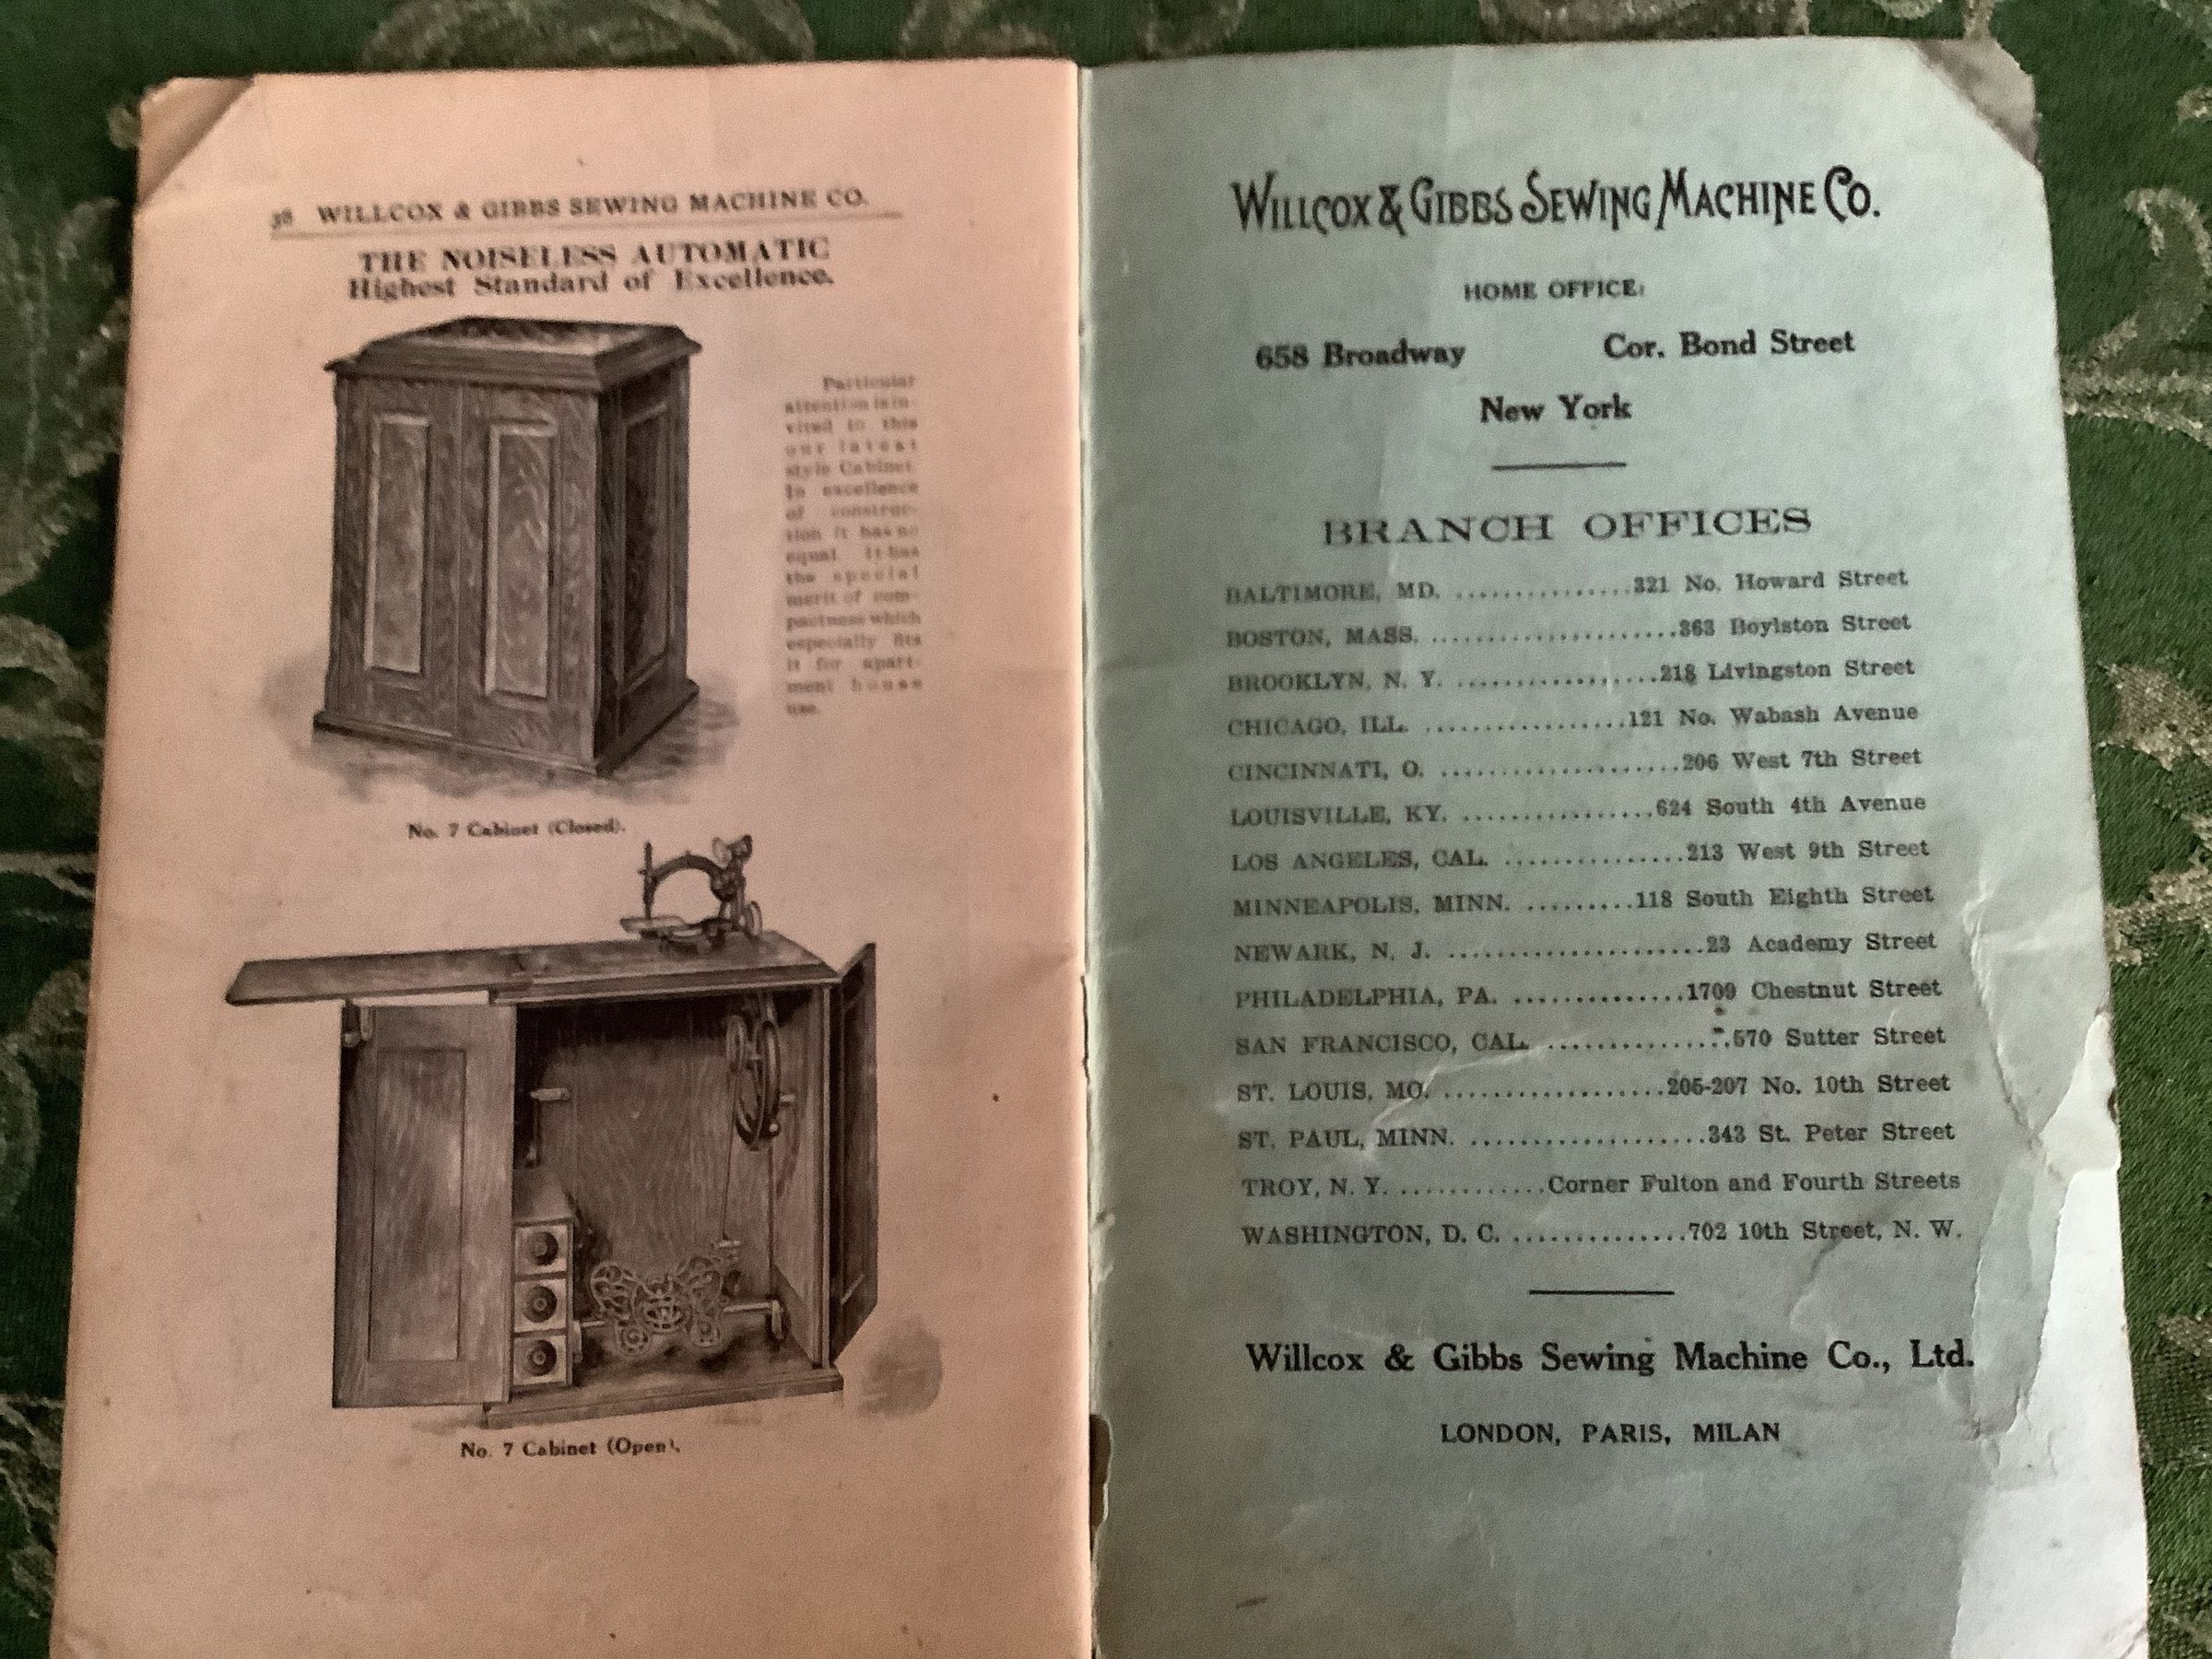 38 WILLCOX & GIBBS SEWING MACHINE CO.
THE NOISELESS AUTOMATIC
Highest Standard of Excellence.
Particular
attention is in-
vited to this
our latest
style Cabinet.
In excellence
of construc-
tion it has no
equal. It has
the special
merit of com-
pactness which
especially fits
it for apart-
ment house
use.
No. 7 Cabinet (Closed).
No. 7 Cabinet (Open).
WILLCOX & GIBBS SEWING MACHINE CO.
HOME OFFICE:
658 Broadway Cor. Bond Street
New York
BRANCH OFFICES
BALTIMORE, MD. ...............321 No. Howard Street
BOSTON, MASS. .....................363 Boylston Street
BROOKLYN, N. Y. .................218 Livingston Street
CHICAGO, ILL. .................121 No. Wabash Avenue
CINCINNATI, O. ....................206 West 7th Street
LOUISVILLE, KY. ................624 South 4th Avenue
LOS ANGELES, CAL. ...............213 West 9th Street
MINNEAPOLIS, MINN. .........118 South Eighth Street
NEWARK, N. J. ......................23 Academy Street
PHILADELPHIA, PA. ..............1709 Chestnut Street
SAN FRANCISCO, CAL. ...............570 Sutter Street
ST. LOUIS, MO. ...................205-207 No. 10th Street
ST. PAUL, MINN. ....................343 St. Peter Street
TROY, N. Y. .............Corner Fulton and Fourth Streets
WASHINGTON, D. C. ...............702 10th Street, N. W.
Willcox & Gibbs Sewing Machine Co., Ltd.
LONDON, PARIS, MILAN